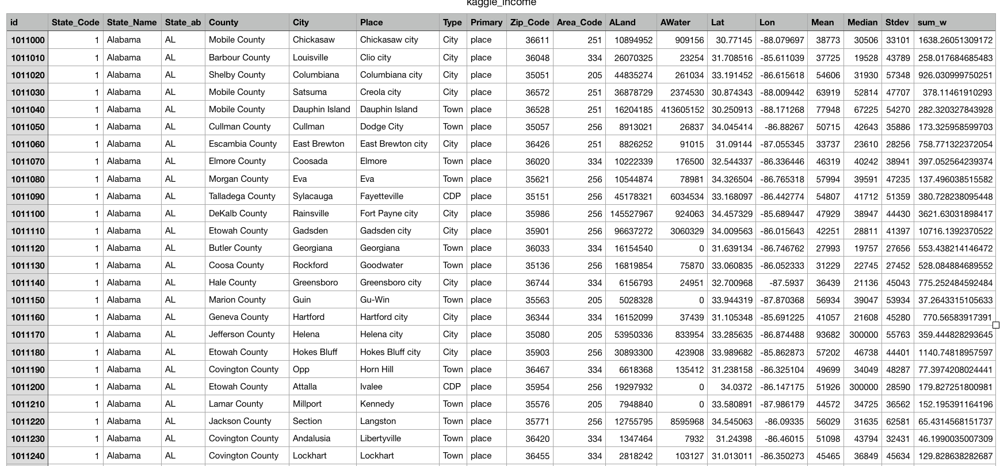 kaggle_income
id State_Code State_Name State_ab County City Place Type Primary Zip_Code Area_Code ALand AWater Lat Lon Mean Median Stdev sum_w
1011000 1 Alabama AL Mobile County Chickasaw Chickasaw city City place 36611 251 10894952 909156 30.77145 -88.079697 38773 30506 33101 1638.26051309172
1011010 1 Alabama AL Barbour County Louisville Clio city City place 36048 334 26070325 23254 31.708516 -85.611039 37725 19528 43789 258.017684685483
1011020 1 Alabama AL Shelby County Columbiana Columbiana city City place 35051 205 44835274 261034 33.191452 -86.615618 54606 31930 57348 926.030999750251
1011030 1 Alabama AL Mobile County Satsuma Creola city City place 36572 251 36878729 2374530 30.874343 -88.009442 63919 52814 47707 378.11461910293
1011040 1 Alabama AL Mobile County Dauphin Island Dauphin Island Town place 36528 251 16204185 413605152 30.250913 -88.171268 77948 67225 54270 282.320327843928
1011050 1 Alabama AL Cullman County Cullman Dodge City Town place 35057 256 8913021 26837 34.045414 -86.88267 50715 42643 35886 173.325958599703
1011060 1 Alabama AL Escambia County East Brewton East Brewton city City place 36426 251 8826252 91015 31.09144 -87.055345 33737 23610 28256 758.771322372054
1011070 1 Alabama AL Elmore County Coosada Elmore Town place 36020 334 10222339 176500 32.544337 -86.336446 46319 40242 38941 397.052564239374
1011080 1 Alabama AL Morgan County Eva Eva Town place 35621 256 10544874 78981 34.326504 -86.765318 57994 39591 47235 137.496038515582
1011090 1 Alabama AL Talladega County Sylacauga Fayetteville CDP place 35151 256 45178321 6034534 33.168097 -86.442774 54807 41712 51359 380.728238095448
1011100 1 Alabama AL DeKalb County Rainsville Fort Payne city City place 35986 256 145527967 924063 34.457329 -85.689447 47929 38947 44430 3621.63031898417
1011110 1 Alabama AL Etowah County Gadsden Gadsden city City place 35901 256 96637272 3060329 34.009563 -86.015643 42251 28811 41397 10716.1392370522
1011120 1 Alabama AL Butler County Georgiana Georgiana Town place 36033 334 16154540 0 31.639134 -86.746762 27993 19757 27656 553.438214146472
1011130 1 Alabama AL Coosa County Rockford Goodwater Town place 35136 256 16819854 75870 33.060835 -86.052333 31229 22745 27452 528.084884689552
1011140 1 Alabama AL Hale County Greensboro Greensboro city City place 36744 334 6156793 24951 32.700968 -87.5937 36439 21136 45043 775.252484592484
1011150 1 Alabama AL Marion County Guin Gu-Win Town place 35563 205 5028328 0 33.944319 -87.870368 56934 39047 53934 37.2643315105633
1011160 1 Alabama AL Geneva County Hartford Hartford city City place 36344 334 16152099 37439 31.105348 -85.691225 41057 21608 45280 770.56583917391
1011170 1 Alabama AL Jefferson County Helena Helena city City place 35080 205 53950336 833954 33.285635 -86.874488 93682 300000 55763 359.444828293645
1011180 1 Alabama AL Etowah County Hokes Bluff Hokes Bluff city City place 35903 256 30893300 423908 33.989682 -85.862873 57202 46738 44401 1140.74818957597
1011190 1 Alabama AL Covington County Opp Horn Hill Town place 36467 334 6618368 135412 31.238158 -86.325104 49699 34049 48287 77.3974208024441
1011200 1 Alabama AL Etowah County Attalla Ivalee CDP place 35954 256 19297932 0 34.0372 -86.147175 51926 300000 28590 179.827251800981
1011210 1 Alabama AL Lamar County Millport Kennedy Town place 35576 205 7948840 0 33.580891 -87.986179 44572 34725 36562 152.195391164196
1011220 1 Alabama AL Jackson County Section Langston Town place 35771 256 12755795 8595968 34.545063 -86.09335 56029 31635 62581 65.4314568151737
1011230 1 Alabama AL Covington County Andalusia Libertyville Town place 36420 334 1347464 7932 31.24398 -86.46015 51098 43794 32431 46.1990035007309
1011240 1 Alabama AL Covington County Lockhart Lockhart Town place 36455 334 2818242 103127 31.013011 -86.350273 45465 36849 45634 129.828638282687